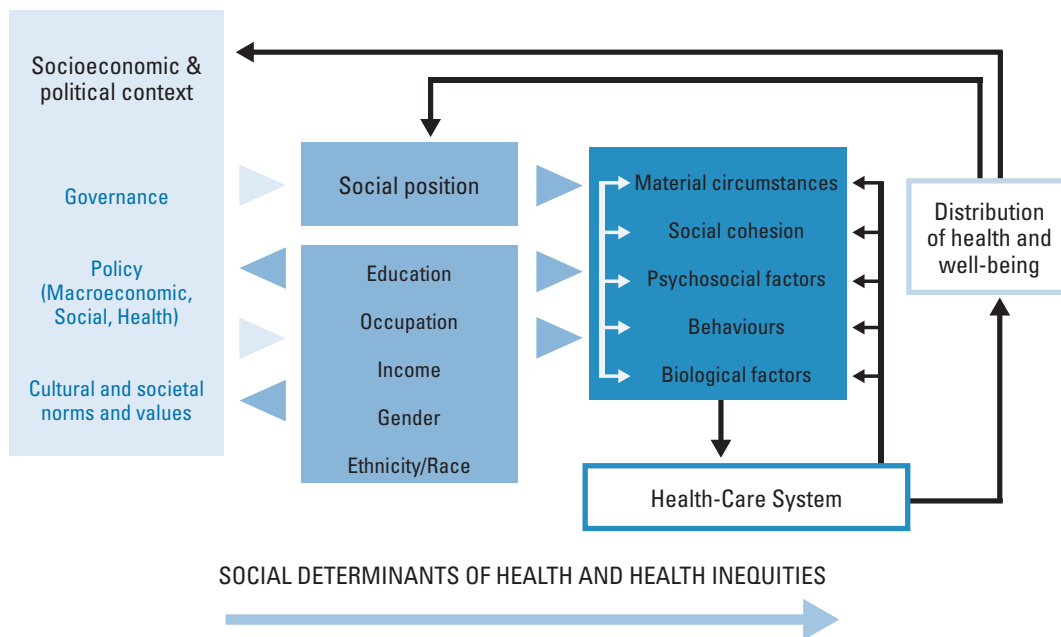 Socioeconomic &
political context
Governance
Policy
(Macroeconomic,
Social, Health)
Cultural and societal
norms and values
Social position
Education
Occupation
Income
Gender
Ethnicity/Race
Material circumstances
Social cohesion
Psychosocial factors
Behaviours
Biological factors
Health-Care System
Distribution
of health and
well-being
SOCIAL DETERMINANTS OF HEALTH AND HEALTH INEQUITIES